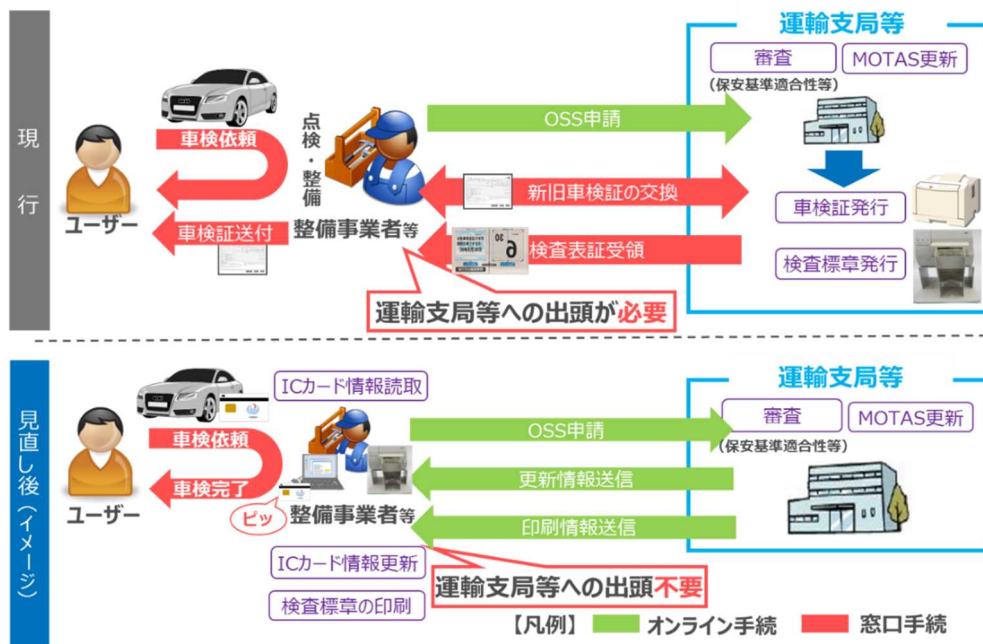 現行
運輸支局等
審査
MOTAS更新
(保安基準適合性等)
OSS申請
車検依頼
点検・整備
新旧車検証の交換
車検証発行
ユーザー
車検証送付
整備事業者等
30
6
検査表証受領
検査標章発行
運輸支局等への出頭が必要
見直し後(イメージ)
ICカード情報読取
運輸支局等
審査
MOTAS更新
(保安基準適合性等)
OSS申請
車検依頼
更新情報送信
車検完了
ピッ
ユーザー
整備事業者等
印刷情報送信
ICカード情報更新
運輸支局等への出頭不要
検査標章の印刷
【凡例】 オンライン手続 窓口手続